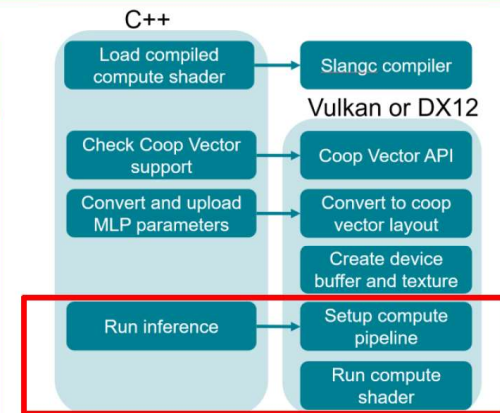 C++
Load compiled
compute shader
Slangc compiler
Vulkan or DX12
Check Coop Vector
support
Coop Vector API
Convert and upload
MLP parameters
Convert to coop
vector layout
Create device
buffer and texture
Run inference
Setup compute
pipeline
Run compute
shader